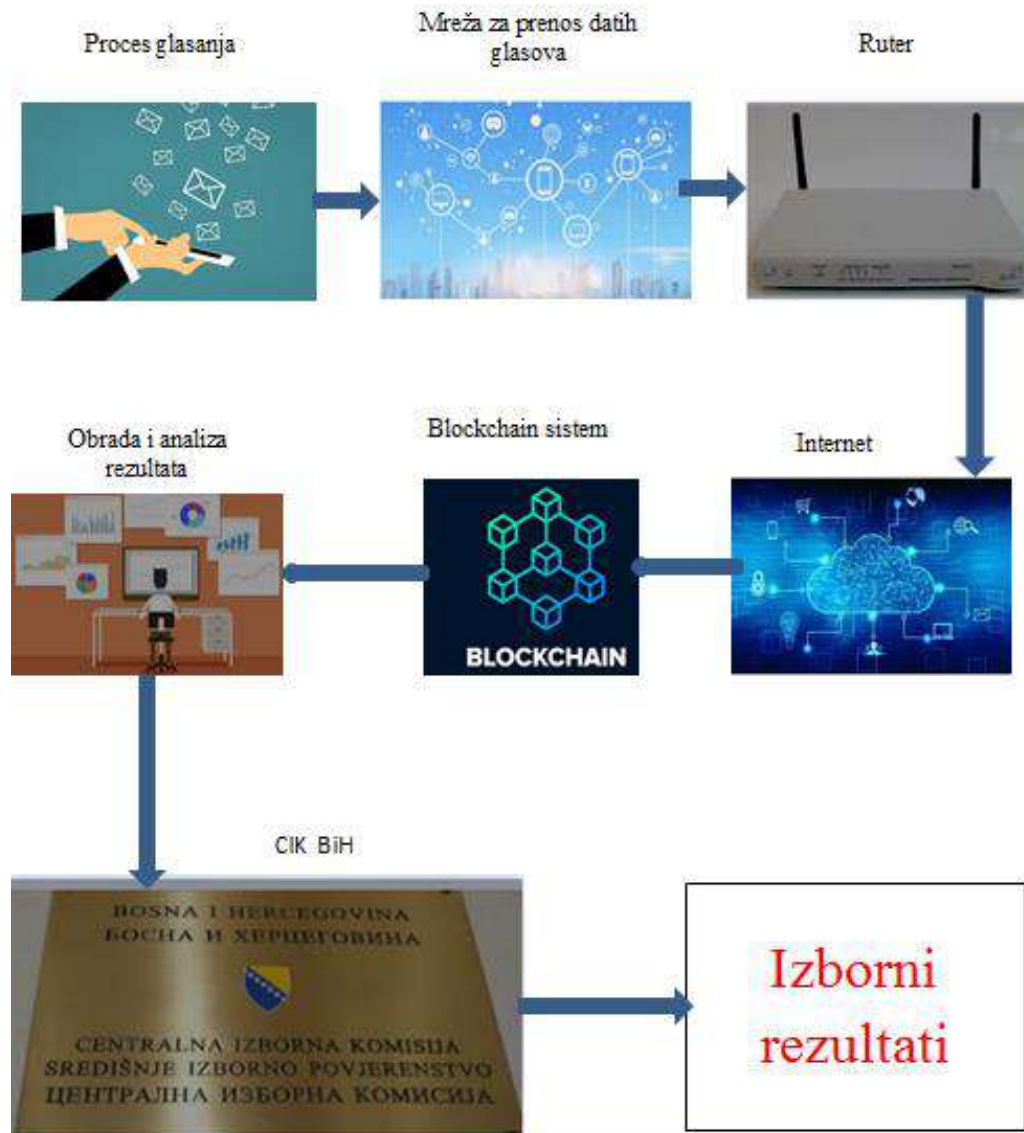 Proces glasanja
Mreža za prenos datih
glasova
Ruter
Obrada i analiza
rezultata
Blockchain sistem
Internet
BLOCKCHAIN
CIK BiH
BOSNA I HERCEGOVINA
БОСНА И ХЕРЦЕГОВИНА
CENTRALNA IZBORNA KOMISIJA
SREDIŠNJE IZBORNO POVJERENSTVO
ЦЕНТРАЛНА ИЗБОРНА КОМИСИЈА
Izborni
rezultati